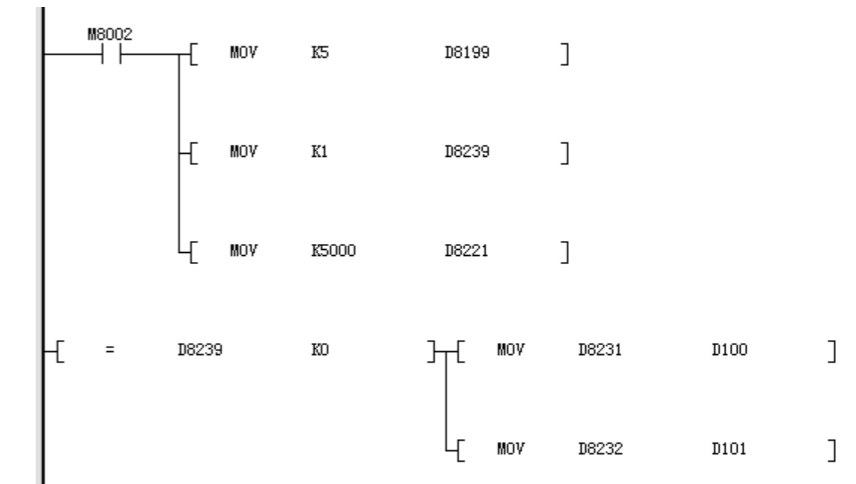 M8002
MOV K5 D8199
MOV K1 D8239
MOV K5000 D8221
= D8239 K0 MOV D8231 D100
MOV D8232 D101